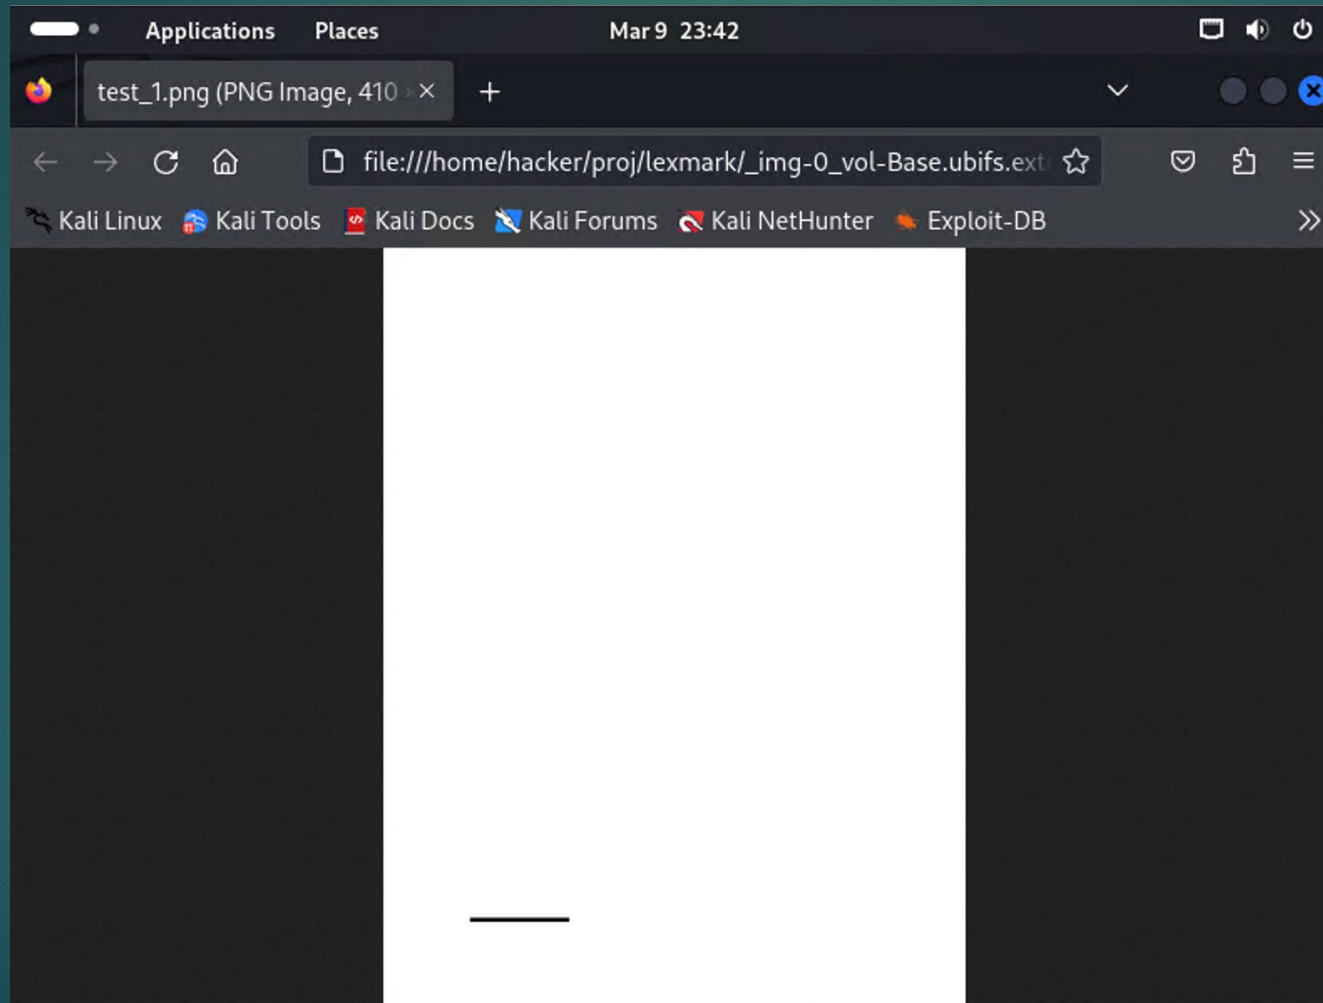 Applications Places Mar 9 23:42
test_1.png (PNG Image, 410
file:///home/hacker/proj/lexmark/_img-0_vol-Base.ubifs.ext
Kali Linux Kali Tools Kali Docs Kali Forums Kali NetHunter Exploit-DB